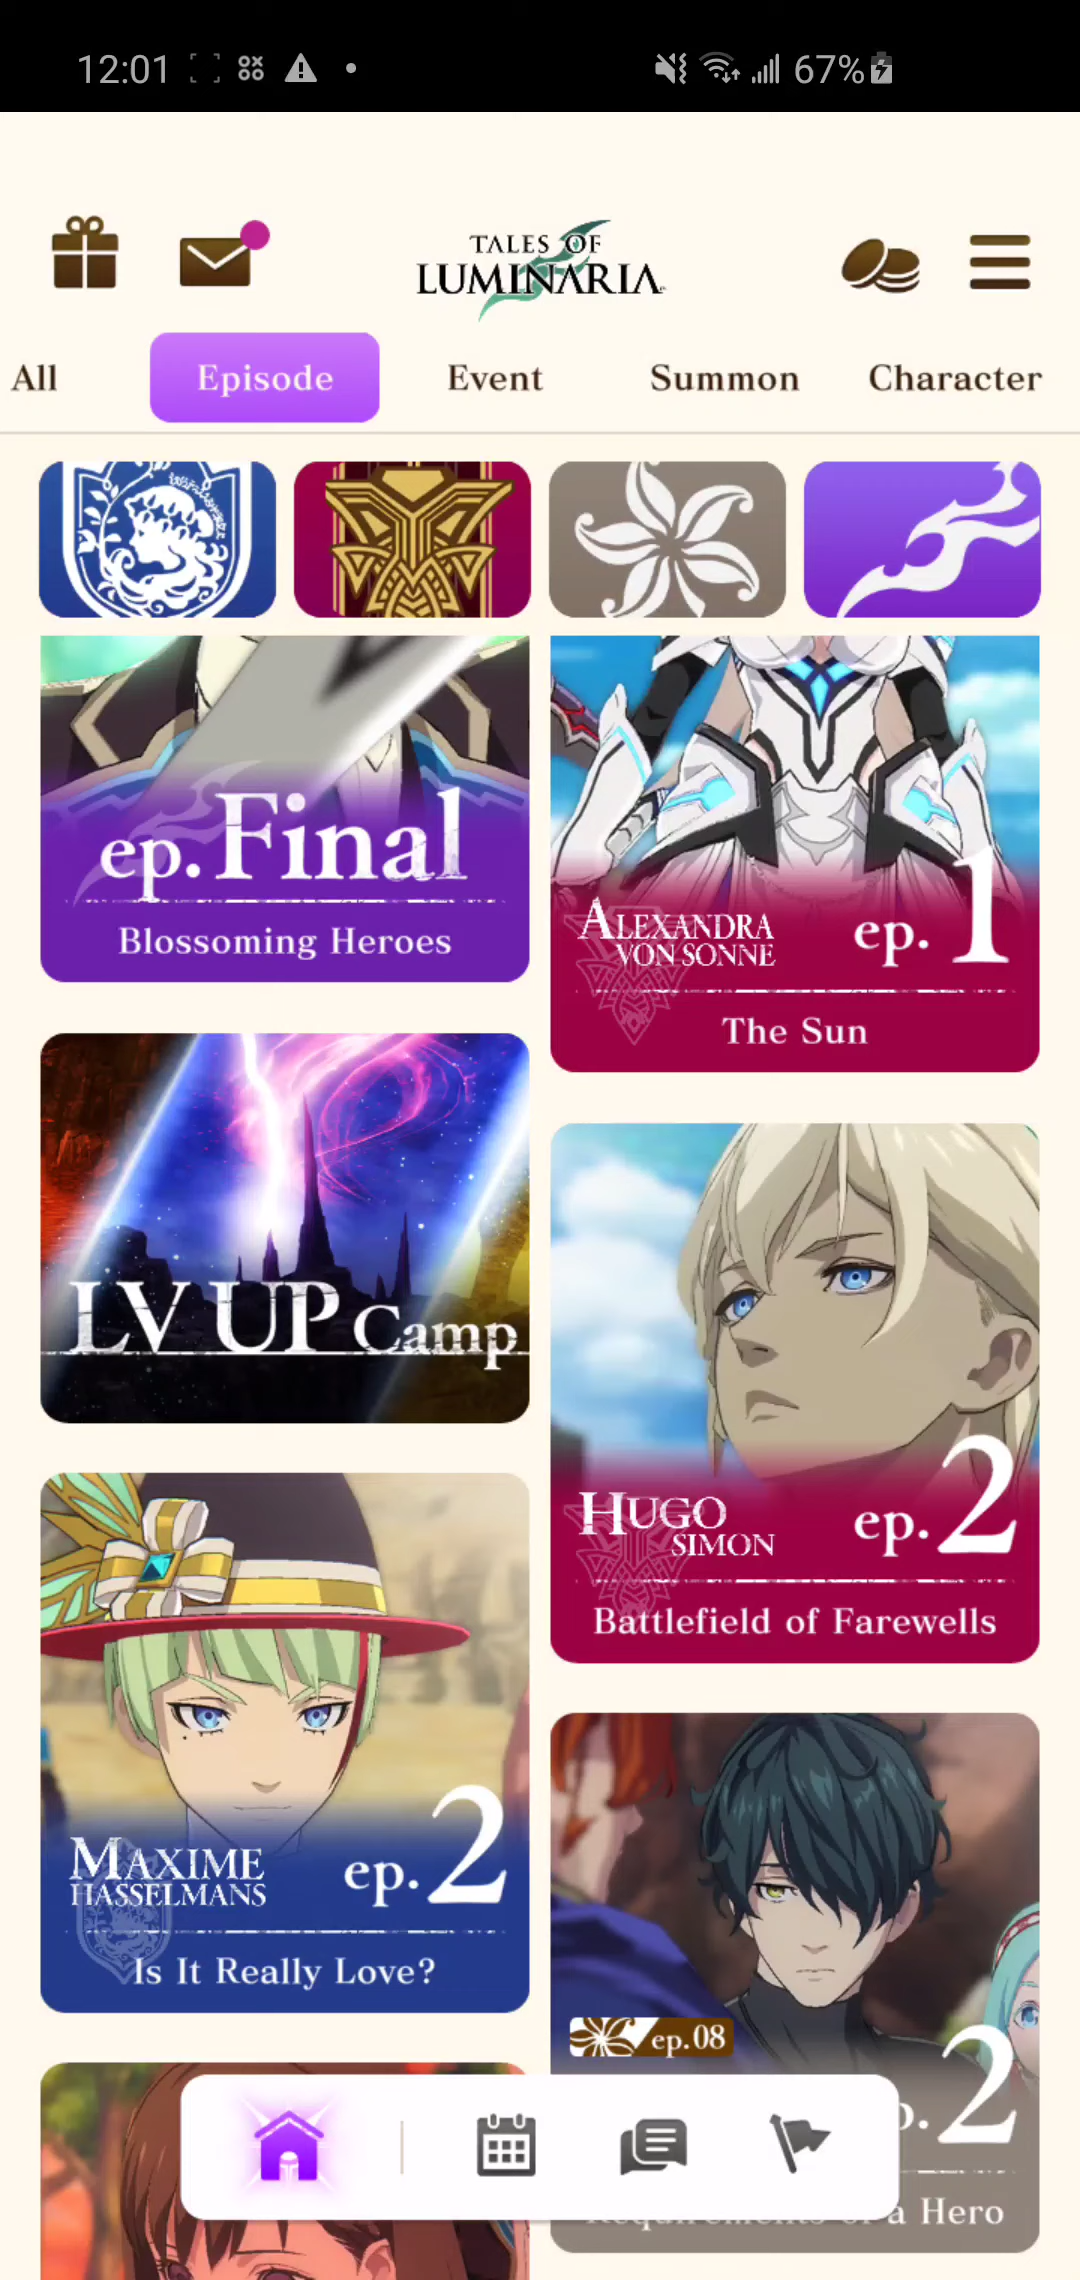 12:01
67%
TALES OF
LUMINARIA
All
Episode
Event
Summon
Character
ep. Final
Blossoming Heroes
ALEXANDRA
VON SONNE
ep. 1
The Sun
LV UP Camp
HUGO
SIMON
ep. 2
Battlefield of Farewells
MAXIME
HASSELMANS
ep. 2
Is It Really Love?
ep.08
2
a Hero